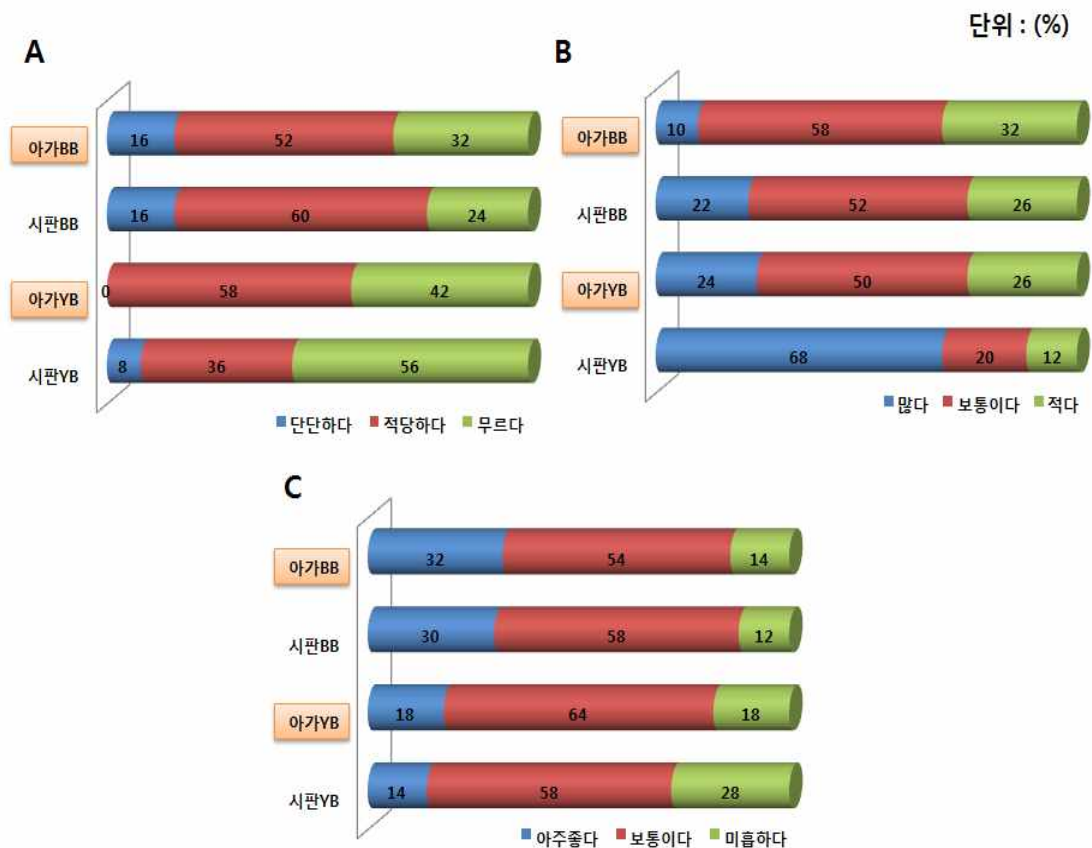 단위 : (%)
A
아가BB 16 52 32
시판BB 16 60 24
아가YB 0 58 42
시판YB 8 36 56
단단하다 적당하다 무르다
B
아가BB 10 58 32
시판BB 22 52 26
아가YB 24 50 26
시판YB 68 20 12
많다 보통이다 적다
C
아가BB 32 54 14
시판BB 30 58 12
아가YB 18 64 18
시판YB 14 58 28
아주좋다 보통이다 미흡하다